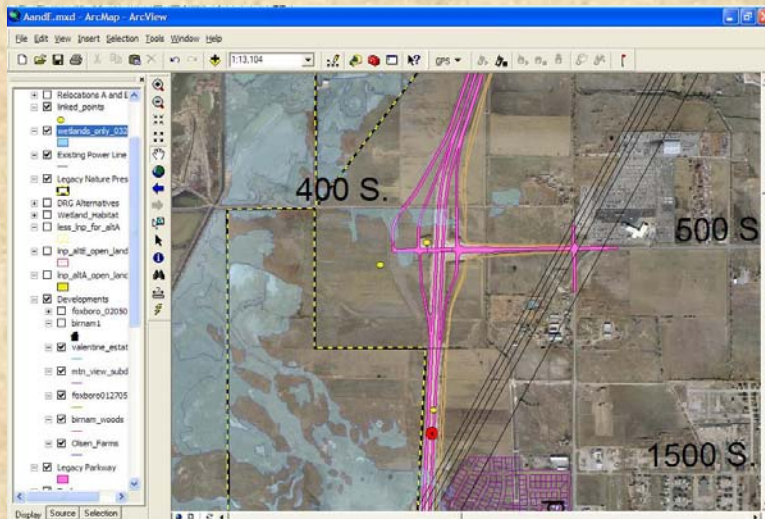 AandE.mxd - ArcMap - ArcView
File Edit View Insert Selection Tools Window Help
1:13,104
GPS
Relocations A and E
linked_points
wetlands_only_032
Existing Power Line
Legacy Nature Pres
DRG Alternatives
Wetland_Habitat
less_lnp_for_altA
lnp_altE_open_land
lnp_altA_open_land
Developments
foxboro_02050
birnam1
valentine_estat
mtn_view_subd
foxboro012705
birnam_woods
Olsen_Farms
Legacy Parkway
Display Source Selection
400 S.
500 S
1500 S.